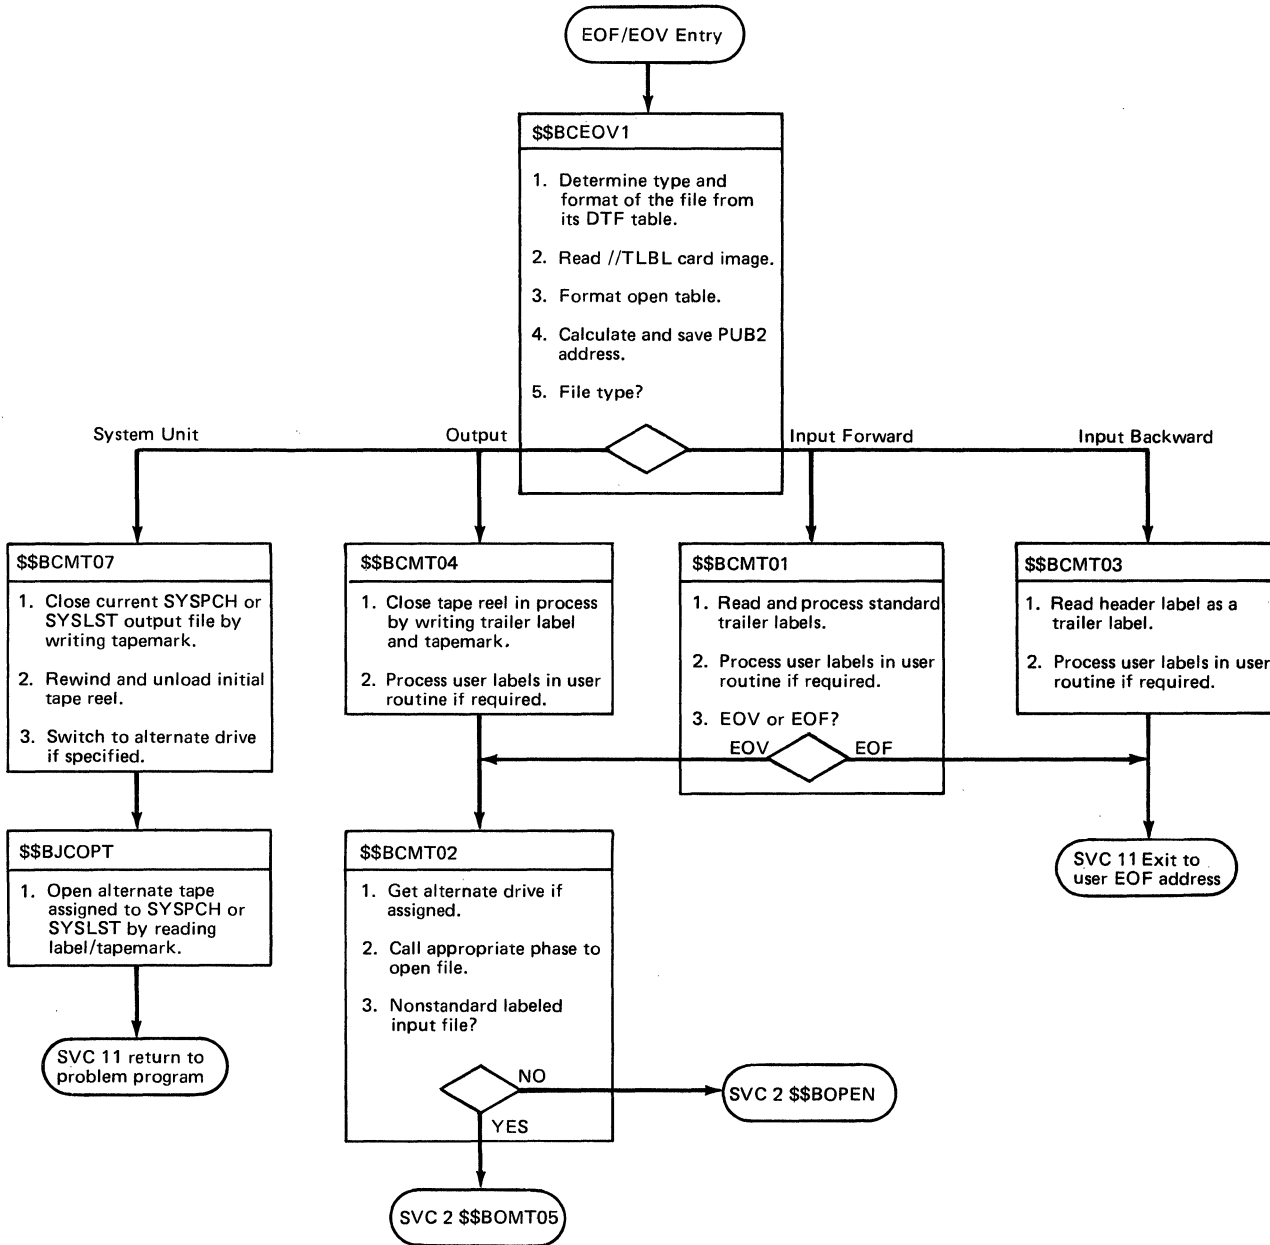 EOF/EOV Entry
$$BCEOV1
1. Determine type and
format of the file from
its DTF table.
2. Read //TLBL card image.
3. Format open table.
4. Calculate and save PUB2
address.
5. File type?
System Unit
Output
Input Forward
Input Backward
$$BCMT07
1. Close current SYSPCH or
SYSLST output file by
writing tapemark.
2. Rewind and unload initial
tape reel.
3. Switch to alternate drive
if specified.
$$BCMT04
1. Close tape reel in process
by writing trailer label
and tapemark.
2. Process user labels in user
routine if required.
$$BCMT01
1. Read and process standard
trailer labels.
2. Process user labels in user
routine if required.
3. EOV or EOF?
EOV
EOF
$$BCMT03
1. Read header label as a
trailer label.
2. Process user labels in user
routine if required.
$$BJCOPT
1. Open alternate tape
assigned to SYSPCH or
SYSLST by reading
label/tapemark.
$$BCMT02
1. Get alternate drive if
assigned.
2. Call appropriate phase to
open file.
3. Nonstandard labeled
input file?
SVC 11 Exit to
user EOF address
SVC 11 return to
problem program
NO
YES
SVC 2 $$BOPEN
SVC 2 $$BOMT05